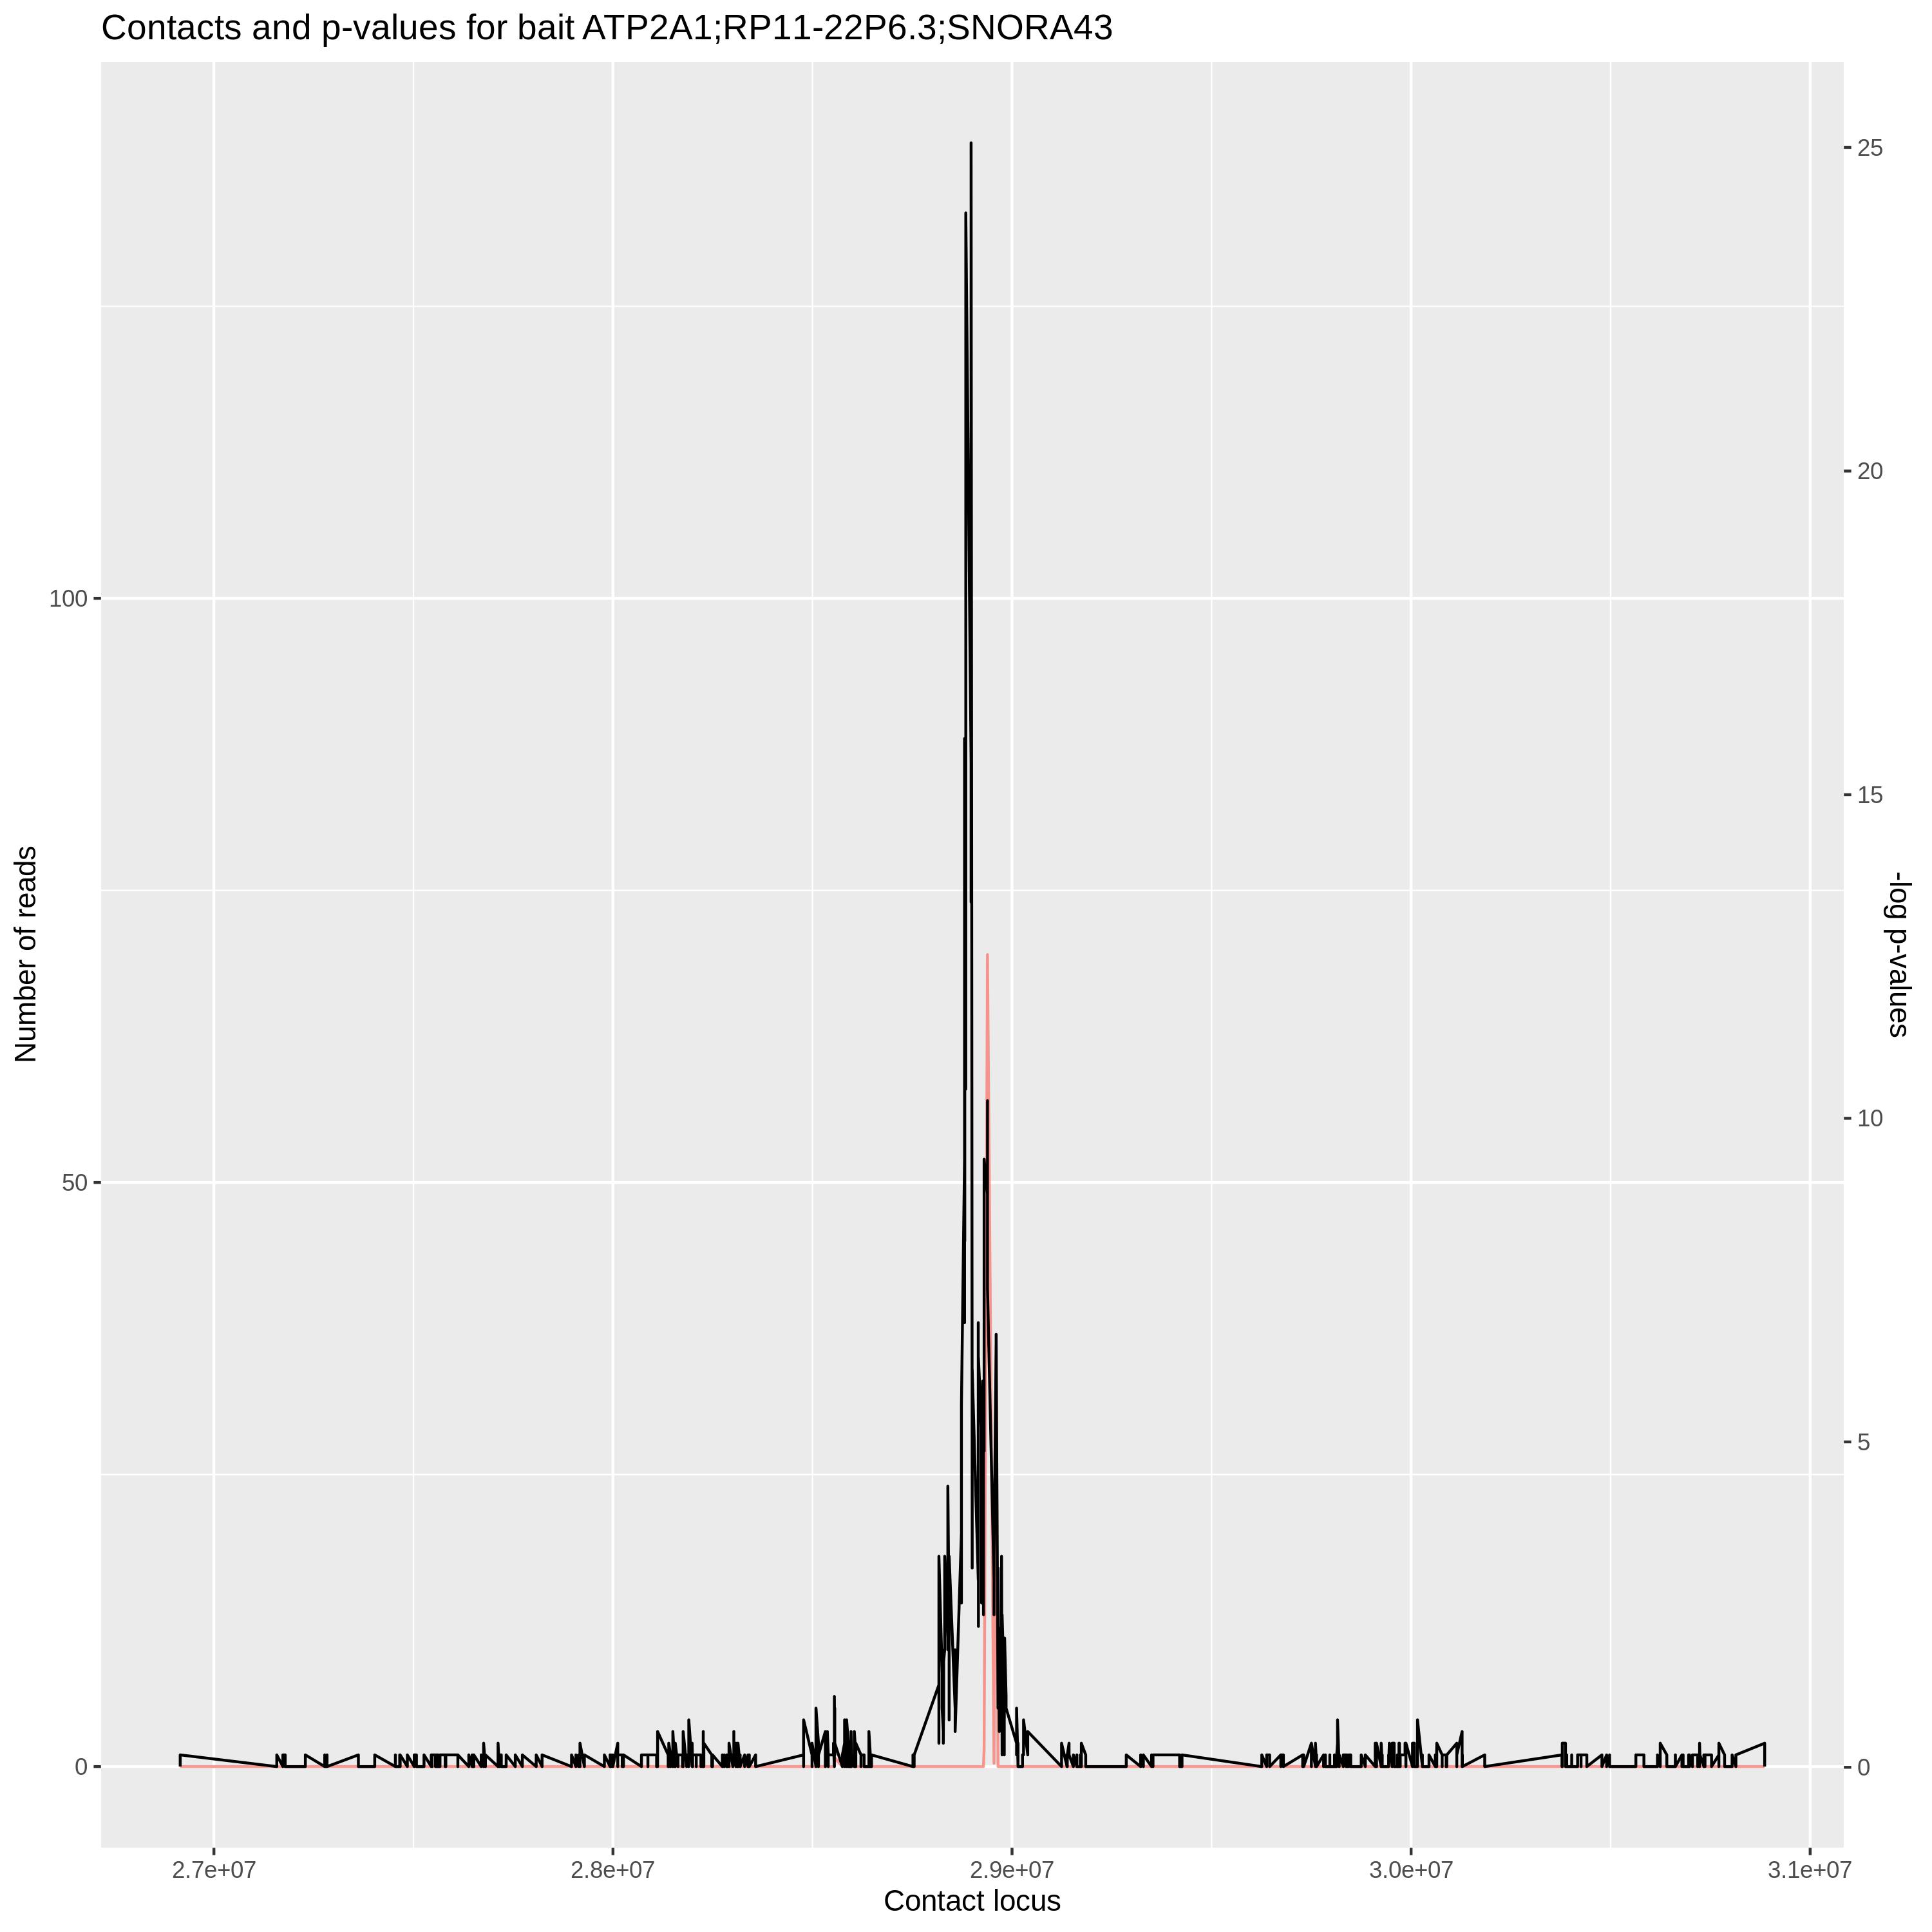 Contacts and p-values for bait ATP2A1;RP11-22P6.3;SNORA43
Number of reads
100
50
0
25
20
15
10
5
0
-log p-values
2.7e+07 2.8e+07 2.9e+07 3.0e+07 3.1e+07
Contact locus